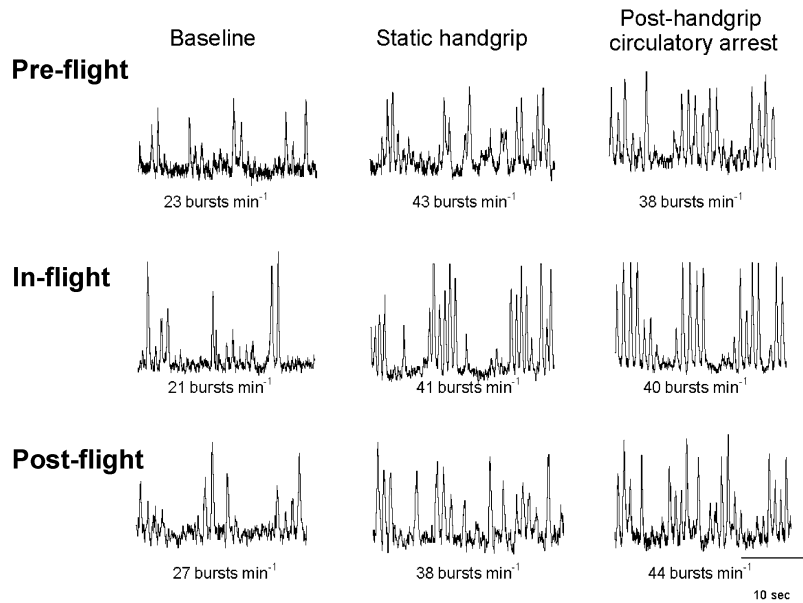 Baseline
Static handgrip
Post-handgrip
circulatory arrest
Pre-flight
23 bursts min⁻¹
43 bursts min⁻¹
38 bursts min⁻¹
In-flight
21 bursts min⁻¹
41 bursts min⁻¹
40 bursts min⁻¹
Post-flight
27 bursts min⁻¹
38 bursts min⁻¹
44 bursts min⁻¹
10 sec